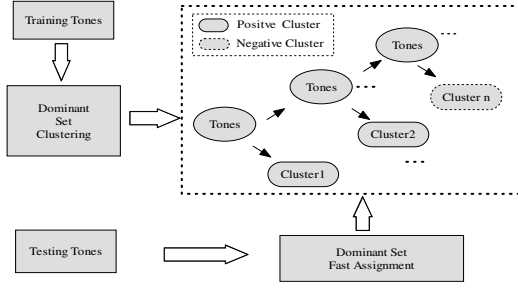 Training Tones
Positve Cluster
Negative Cluster
Tones
Tones
Tones
Dominant
Set
Clustering
Cluster n
Cluster2
Cluster1
Testing Tones
Dominant Set
Fast Assignment